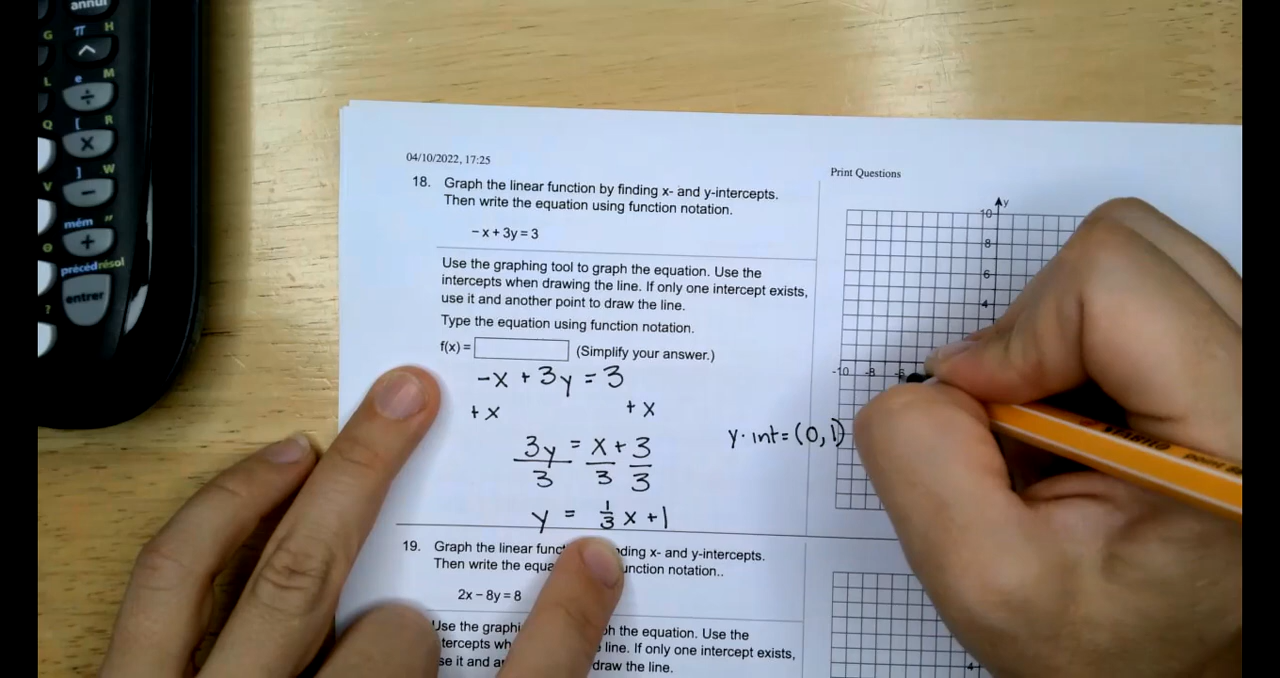 annul
G π H
^
L e M
÷
Q [ R
×
V ] W
−
mém "
+
précéd résol
entrer
?
04/10/2022, 17:25
Print Questions
18. Graph the linear function by finding x- and y-intercepts.
Then write the equation using function notation.
− x + 3y = 3
Use the graphing tool to graph the equation. Use the
intercepts when drawing the line. If only one intercept exists,
use it and another point to draw the line.
Type the equation using function notation.
f(x) = (Simplify your answer.)
-x + 3y = 3
+x +x
3y = x + 3
3 3 3
y = 1/3 x + 1
y·int = (0,1)
y
10
8
6
4
-10 -8 -6
19. Graph the linear func ding x- and y-intercepts.
Then write the equa unction notation..
2x − 8y = 8
Use the graphi ph the equation. Use the
tercepts wh line. If only one intercept exists,
se it and a draw the line.
4